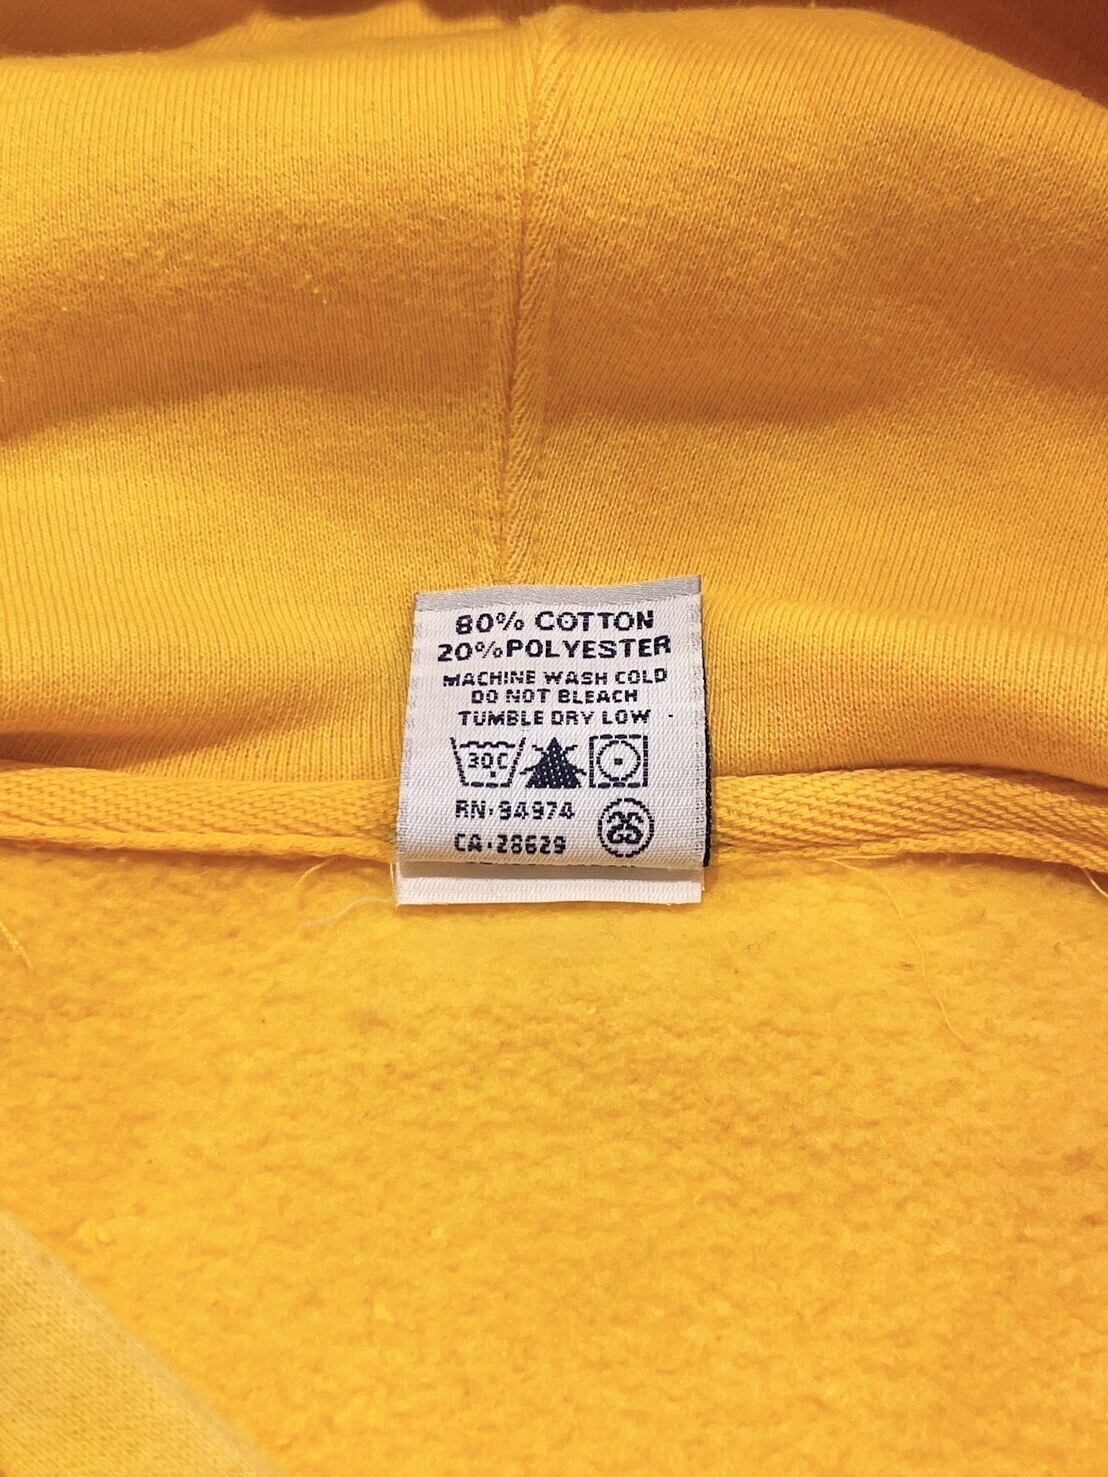 80% COTTON
20% POLYESTER
MACHINE WASH COLD
DO NOT BLEACH
TUMBLE DRY LOW
30C
RN·94974
CA·28629